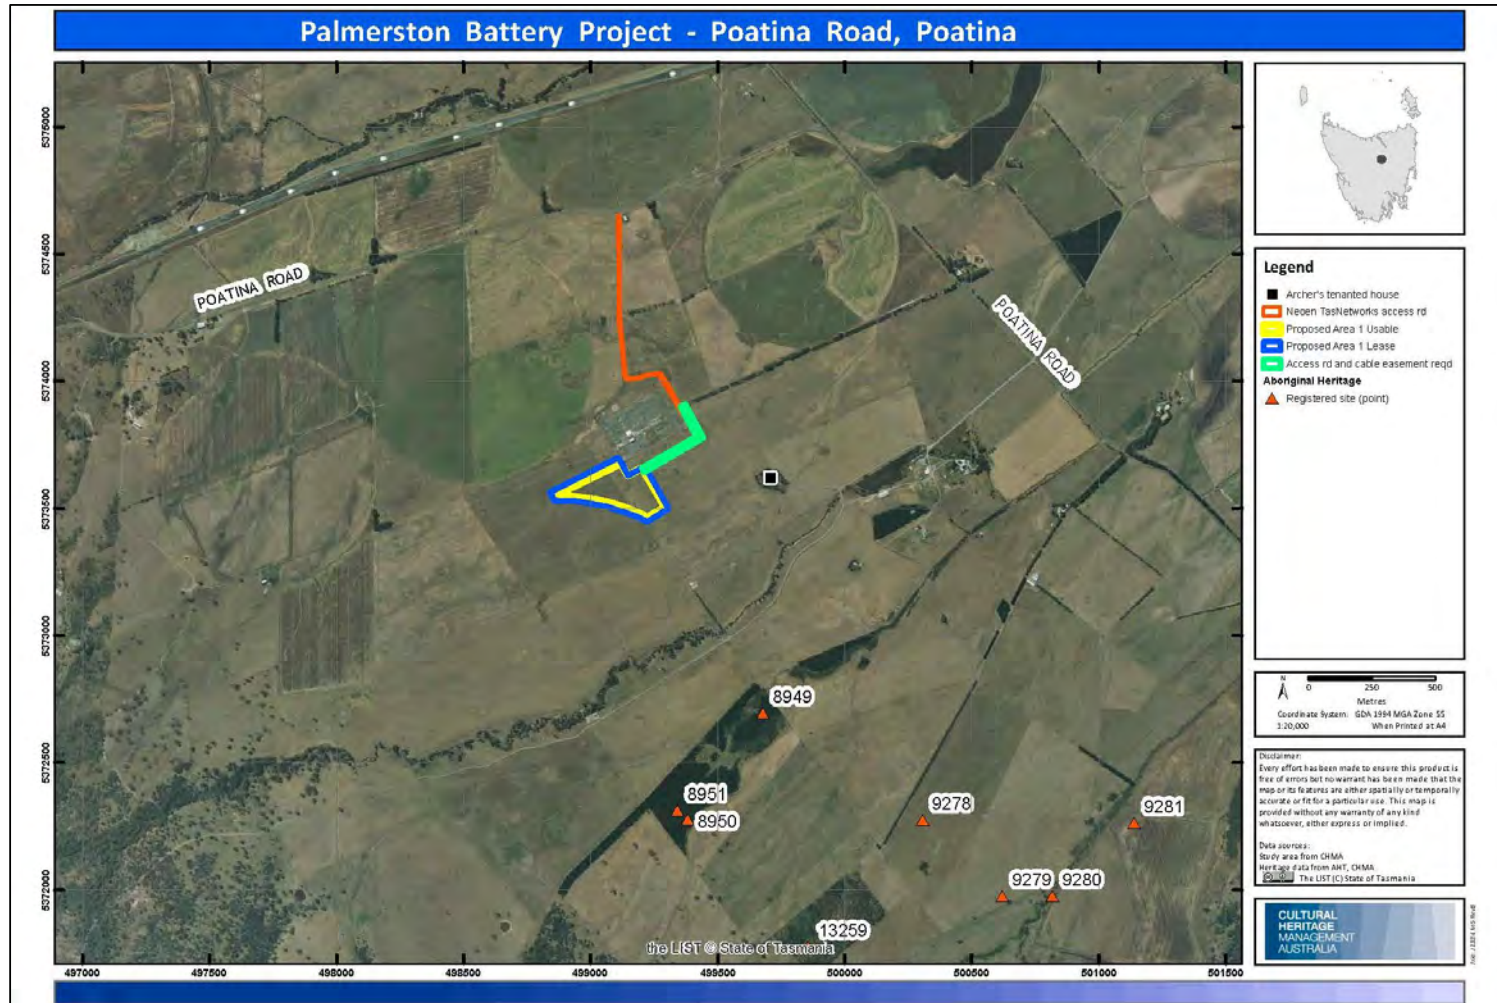 Palmerston Battery Project - Poatina Road, Poatina
5375000
5374500
5374000
5373500
5373000
5372500
5372000
POATINA ROAD
POATINA ROAD
8949
8951
8950
9278
9281
9279
9280
13259
the LIST © State of Tasmania
497000
497500
498000
498500
499000
499500
500000
500500
501000
501500
Legend
Archer's tenanted house
Neoen TasNetworks access rd
Proposed Area 1 Usable
Proposed Area 1 Lease
Access rd and cable easement reqd
Aboriginal Heritage
Registered site (point)
N
0 250 500
Metres
Coordinate System: GDA 1994 MGA Zone 55
1:20,000 When Printed at A4
Disclaimer:
Every effort has been made to ensure this product is
free of errors but no warrant has been made that the
map or its features are either spatially or temporally
accurate or fit for a particular use. This map is
provided without any warranty of any kind
whatsoever, either express or implied.
Data sources:
Study area from CHMA
Heritage data from AHT, CHMA
The LIST (C) State of Tasmania
CULTURAL
HERITAGE
MANAGEMENT
AUSTRALIA